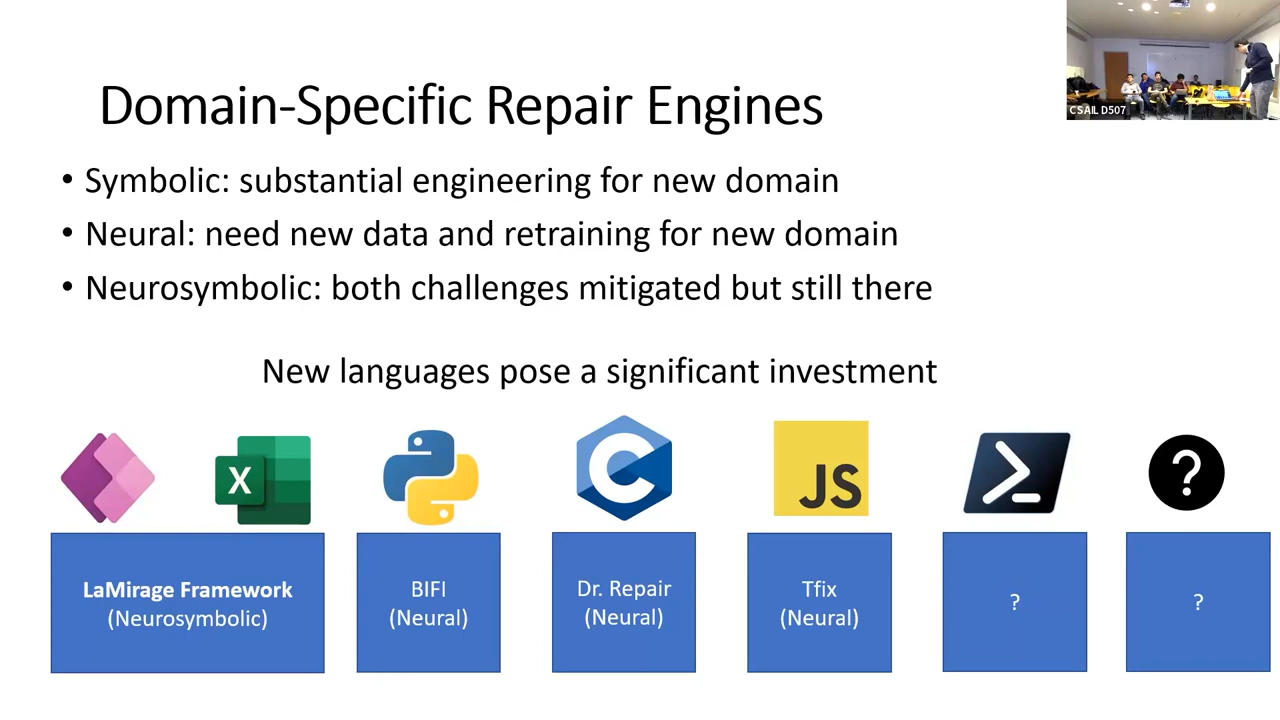 CSAIL D507
Domain-Specific Repair Engines
• Symbolic: substantial engineering for new domain
• Neural: need new data and retraining for new domain
• Neurosymbolic: both challenges mitigated but still there
New languages pose a significant investment
X
C
JS
?
LaMirage Framework
(Neurosymbolic)
BIFI
(Neural)
Dr. Repair
(Neural)
Tfix
(Neural)
?
?